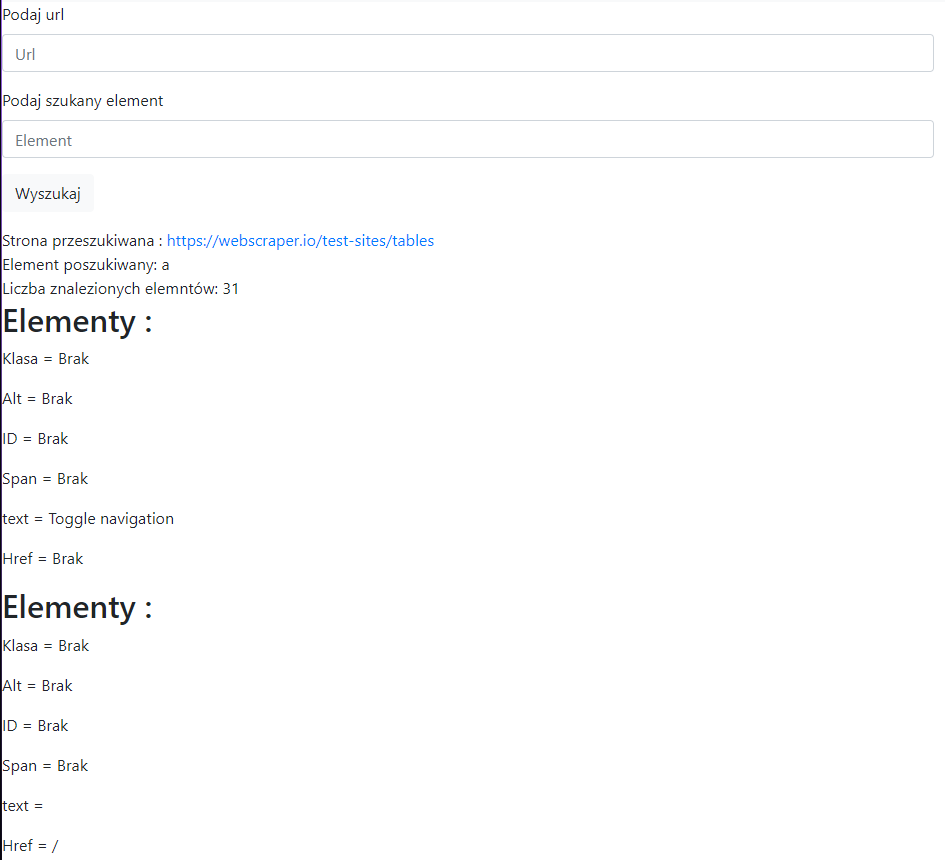 Podaj url
Url
Podaj szukany element
Element
Wyszukaj
Strona przeszukiwana : https://webscraper.io/test-sites/tables
Element poszukiwany: a
Liczba znalezionych elemntów: 31
Elementy :
Klasa = Brak
Alt = Brak
ID = Brak
Span = Brak
text = Toggle navigation
Href = Brak
Elementy :
Klasa = Brak
Alt = Brak
ID = Brak
Span = Brak
text =
Href = /